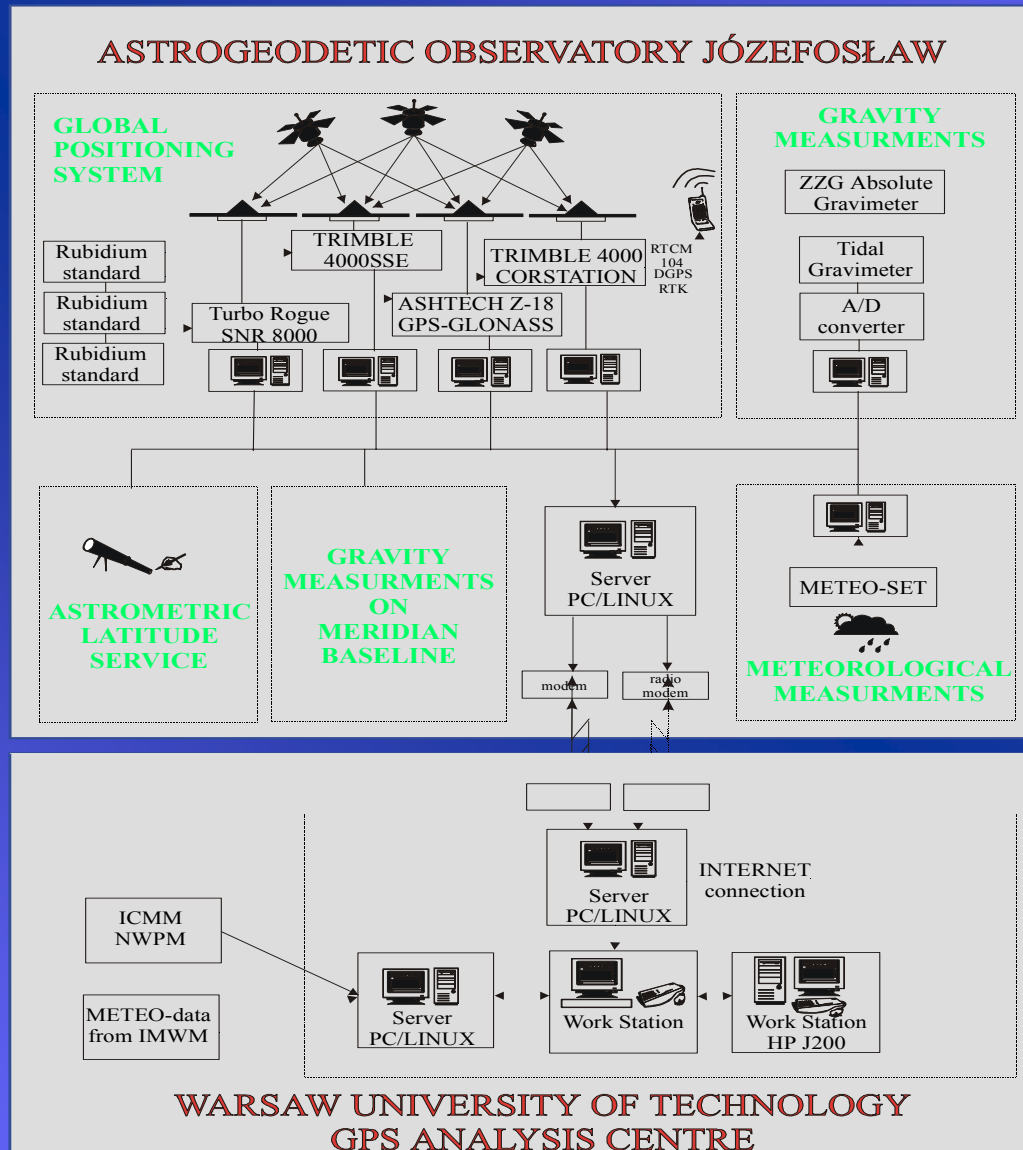 ASTROGEODETIC OBSERVATORY JÓZEFOSŁAW
GLOBAL
POSITIONING
SYSTEM
Rubidium
standard
Rubidium
standard
Rubidium
standard
TRIMBLE
4000SSE
Turbo Rogue
SNR 8000
TRIMBLE 4000
CORSTATION
ASHTECH Z-18
GPS-GLONASS
RTCM
104
DGPS
RTK
GRAVITY
MEASURMENTS
ZZG Absolute
Gravimeter
Tidal
Gravimeter
A/D
converter
ASTROMETRIC
LATITUDE
SERVICE
GRAVITY
MEASURMENTS
ON
MERIDIAN
BASELINE
Server
PC/LINUX
modem
radio
modem
METEO-SET
METEOROLOGICAL
MEASURMENTS
Server
PC/LINUX
INTERNET
connection
ICMM
NWPM
METEO-data
from IMWM
Server
PC/LINUX
Work Station
Work Station
HP J200
WARSAW UNIVERSITY OF TECHNOLOGY
GPS ANALYSIS CENTRE